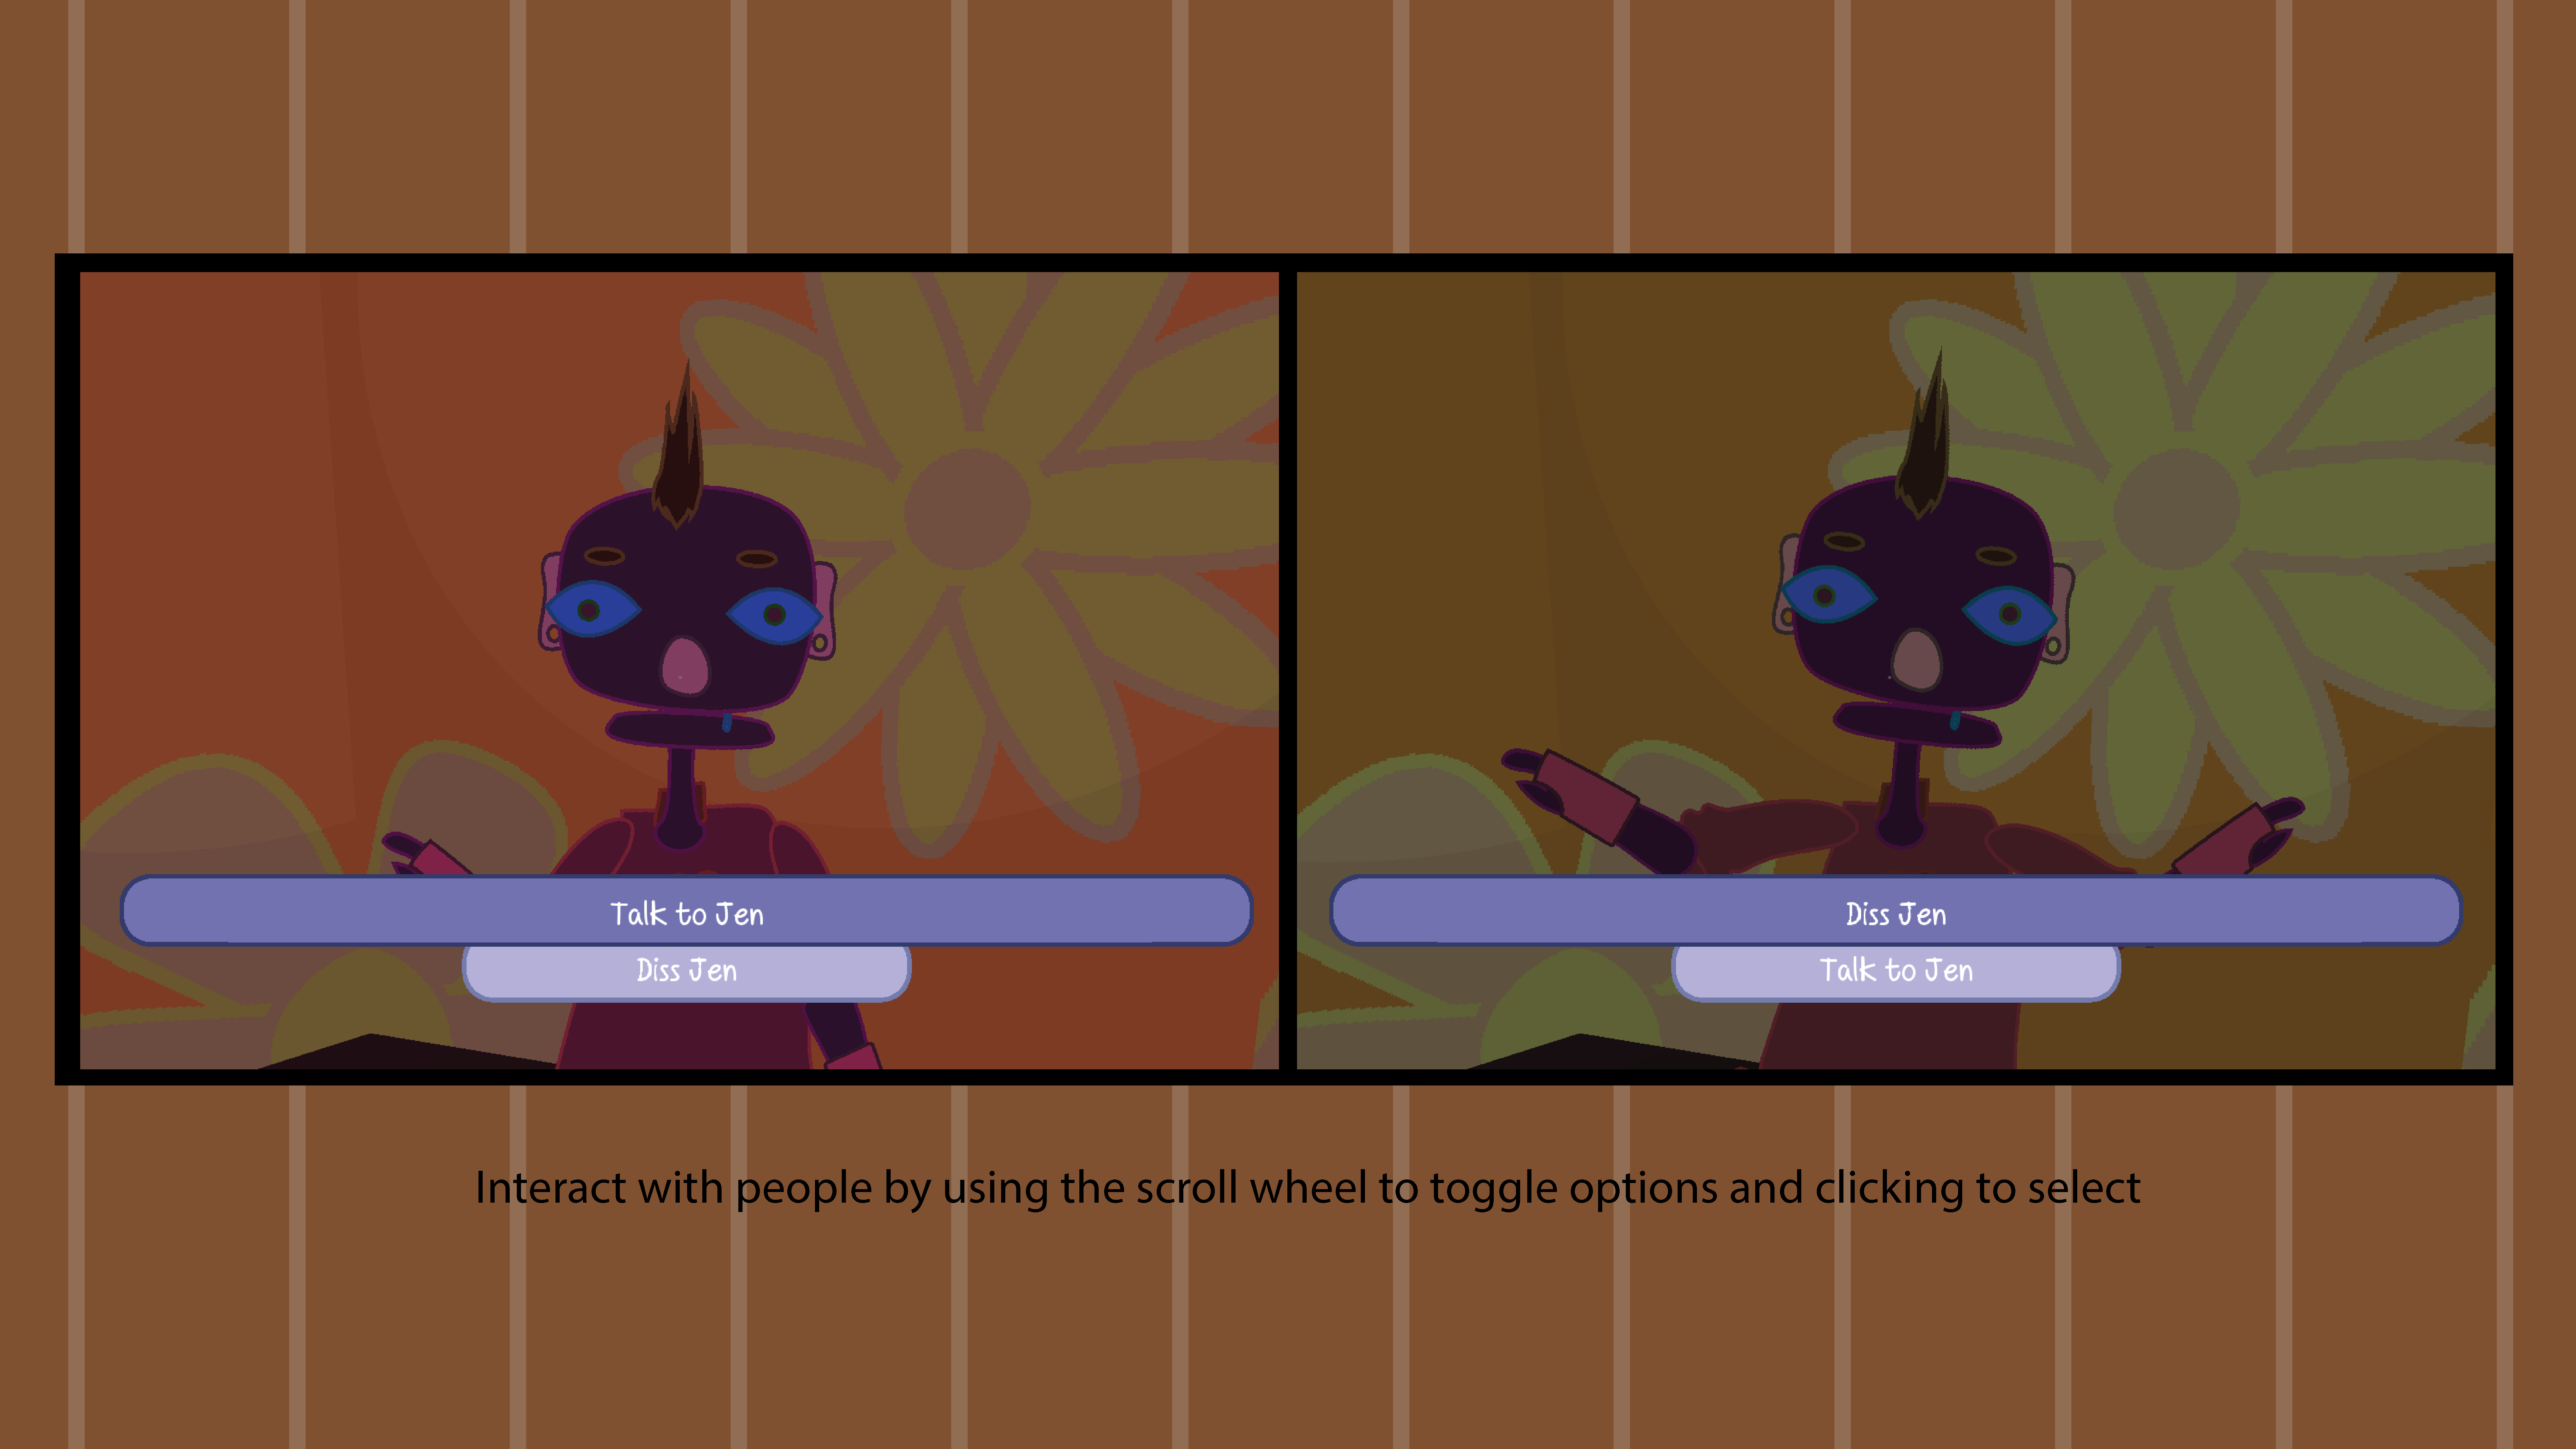 Talk to Jen
Diss Jen
Diss Jen
Talk to Jen
Interact with people by using the scroll wheel to toggle options and clicking to select